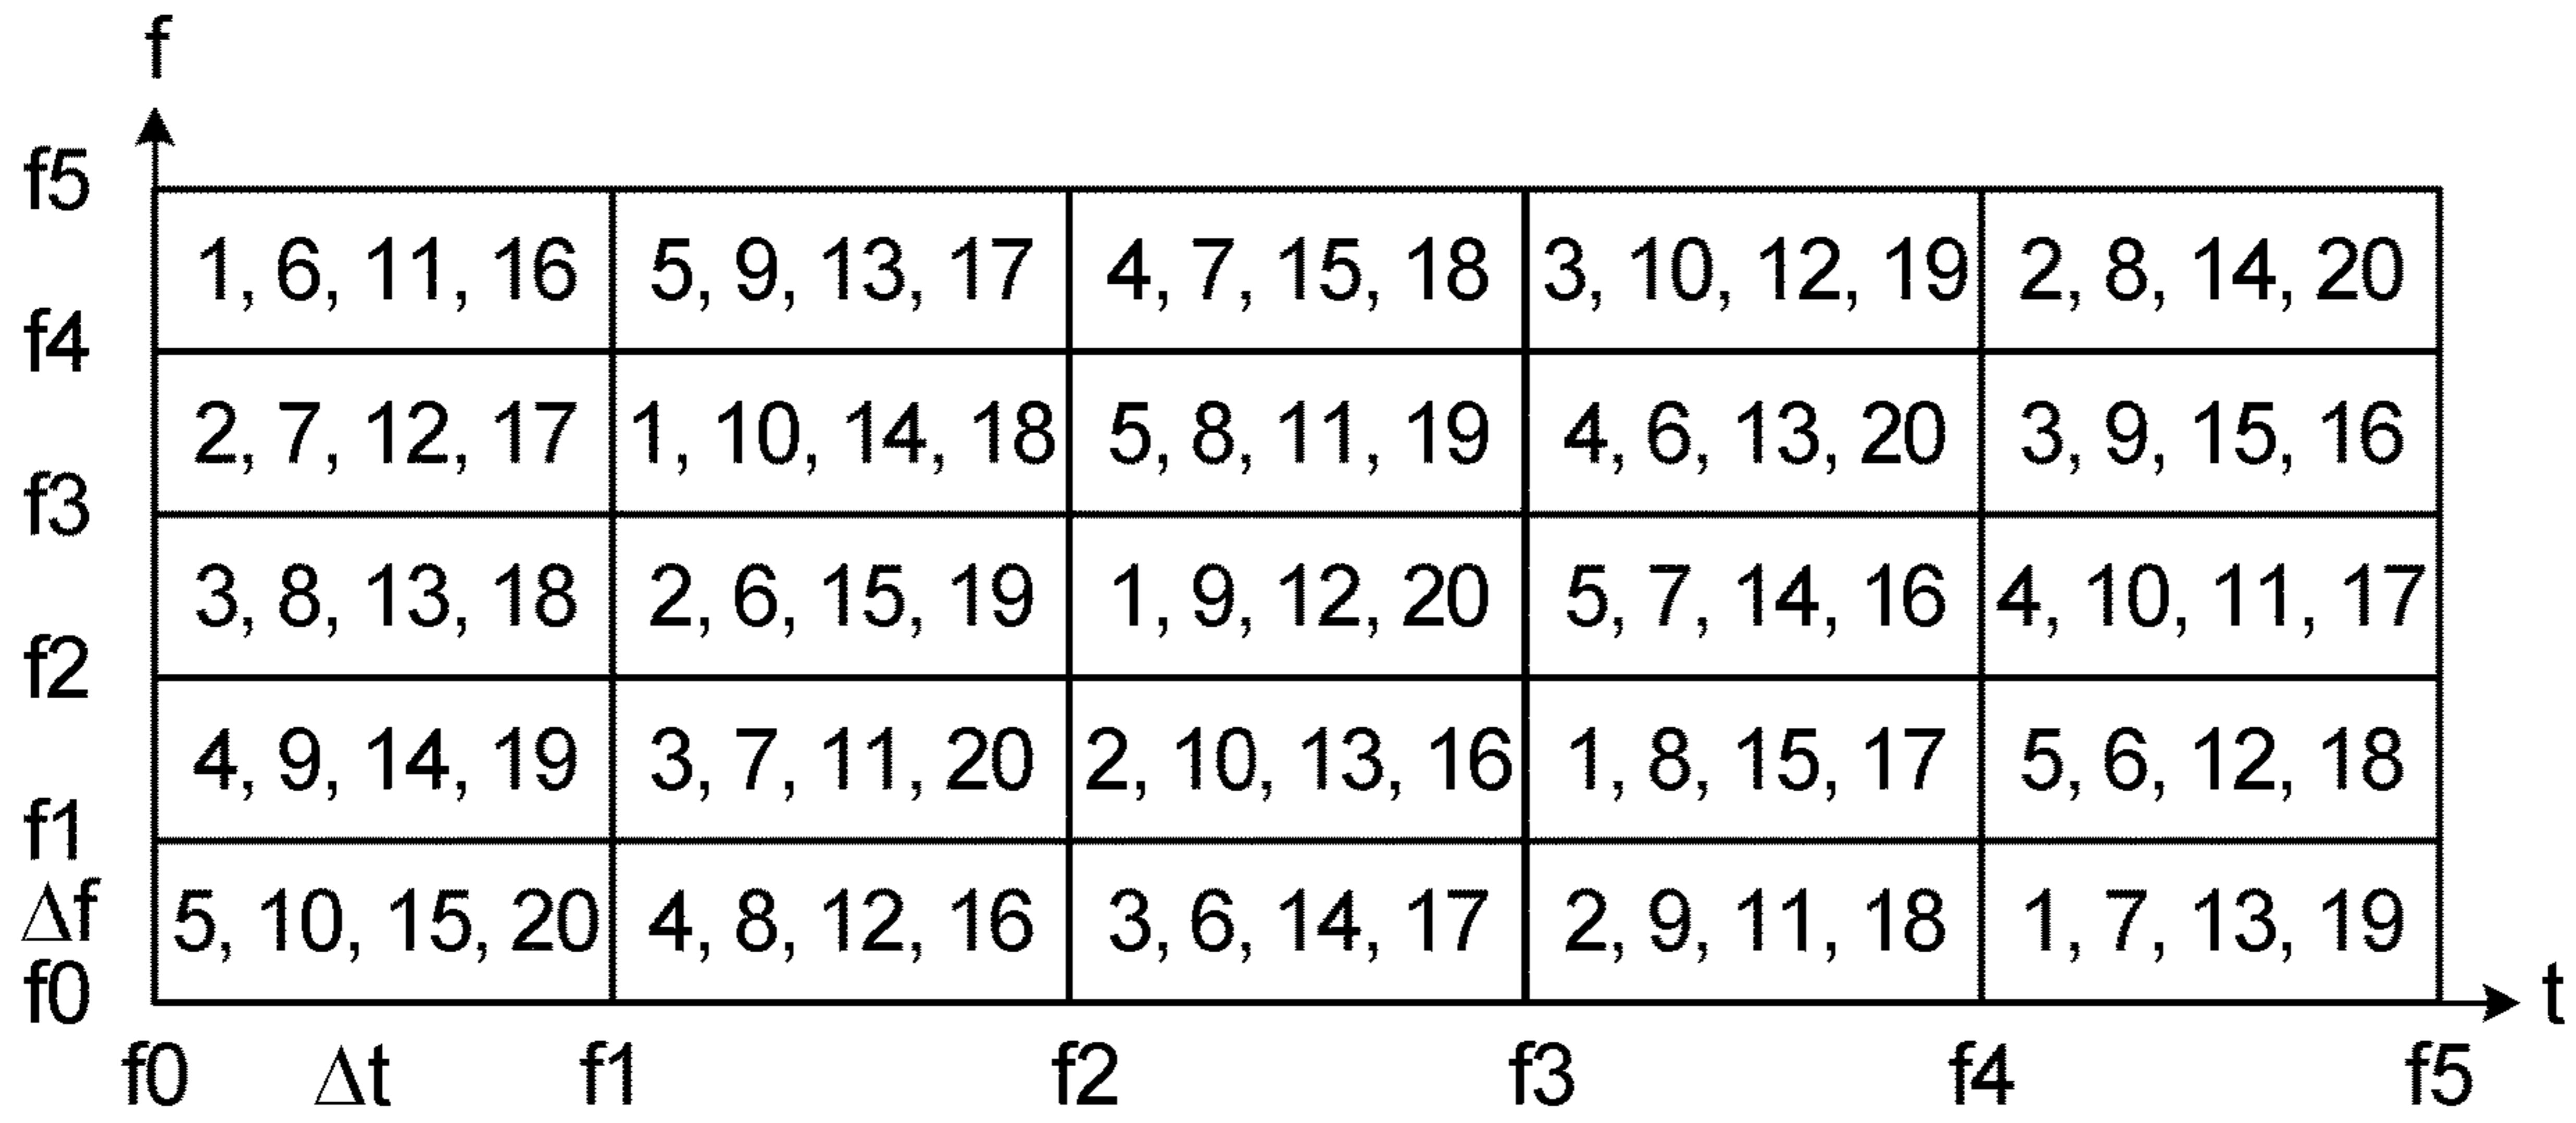 f
f5
1, 6, 11, 16 5, 9, 13, 17 4, 7, 15, 18 3, 10, 12, 19 2, 8, 14, 20
f4
2, 7, 12, 17 1, 10, 14, 18 5, 8, 11, 19 4, 6, 13, 20 3, 9, 15, 16
f3
3, 8, 13, 18 2, 6, 15, 19 1, 9, 12, 20 5, 7, 14, 16 4, 10, 11, 17
f2
4, 9, 14, 19 3, 7, 11, 20 2, 10, 13, 16 1, 8, 15, 17 5, 6, 12, 18
f1
Δf 5, 10, 15, 20 4, 8, 12, 16 3, 6, 14, 17 2, 9, 11, 18 1, 7, 13, 19
f0 t
f0 Δt f1 f2 f3 f4 f5